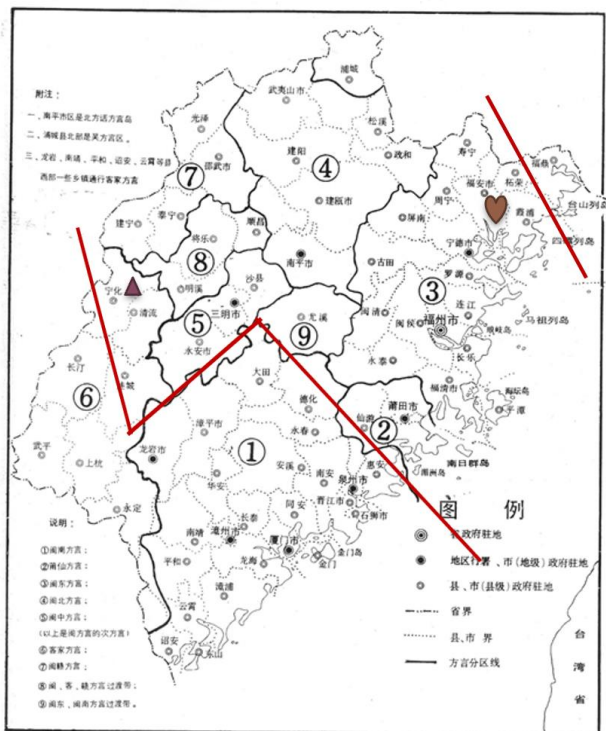 附注：
一、南平市区是北方话方言岛
二、浦城县北部是吴方言区。
三、龙岩、南靖、平和、诏安、云霄等县
西部一些乡镇通行客家方言
浦城
武夷山市
光泽
松溪
邵武市
建阳
政和
④
⑦
寿宁
福鼎
柘荣
福安市
周宁
台山列岛
霞浦
建瓯市
建宁
泰宁
顺昌
将乐
屏南
宁德市
四礵列岛
⑧
南平市
古田
宁化
明溪
沙县
罗源
③
清流
三明市
尤溪
闽清
连江
⑤
⑨
闽侯
福州市
马祖列岛
永安市
长乐
长汀
永泰
⑥
大田
福清市
海坛岛
平潭
德化
莆田市
仙游
②
武平
漳平市
永春
南日群岛
上杭
龙岩市
①
安溪
惠安
湄洲岛
南安
泉州市
华安
晋江市
石狮市
永定
同安
长泰
南靖
漳州市
厦门市
金门岛
金门
平和
龙海
漳浦
云霄
诏安
东山
图 例
省政府驻地
地区行署、市(地级)政府驻地
县、市(县级)政府驻地
省界
县、市界
方言分区线
台
湾
省
说明：
①闽南方言；
②莆仙方言；
③闽东方言；
④闽北方言；
⑤闽中方言；
(以上是闽方言的次方言)
⑥客家方言；
⑦闽赣方言；
⑧闽、客、赣方言过渡带；
⑨闽东、闽南方言过渡带。